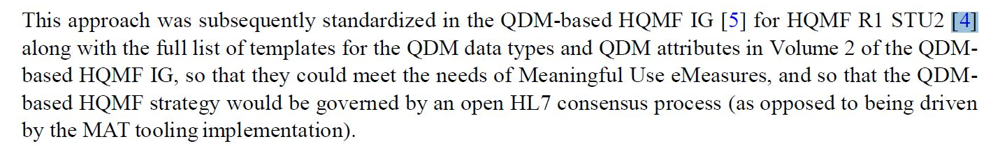 This approach was subsequently standardized in the QDM-based HQMF IG [5] for HQMF R1 STU2 [4]
along with the full list of templates for the QDM data types and QDM attributes in Volume 2 of the QDM-
based HQMF IG, so that they could meet the needs of Meaningful Use eMeasures, and so that the QDM-
based HQMF strategy would be governed by an open HL7 consensus process (as opposed to being driven
by the MAT tooling implementation).